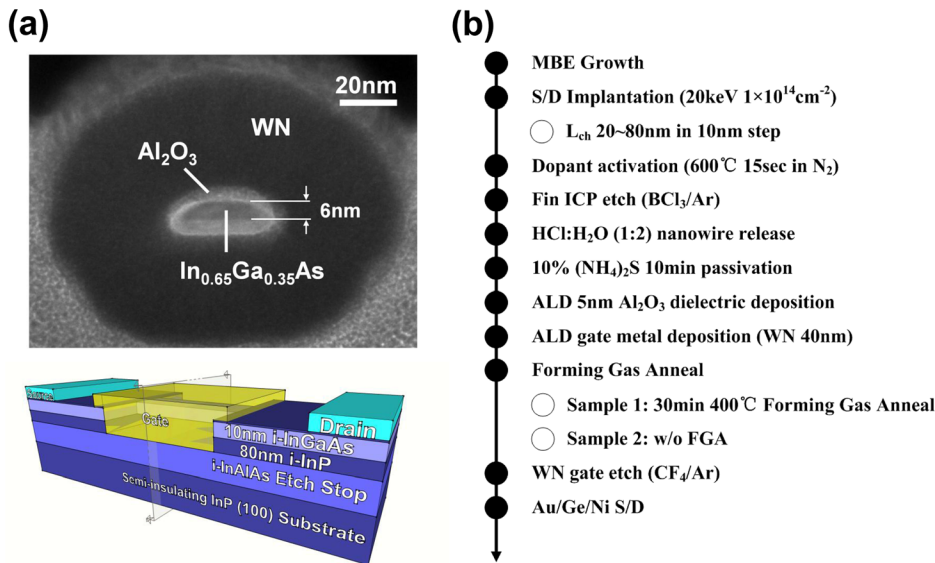 (a)
20nm
WN
Al₂O₃
6nm
In₀.₆₅Ga₀.₃₅As
Source
Gate
Drain
10nm i-InGaAs
80nm i-InP
i-InAlAs Etch Stop
Semi-insulating InP (100) Substrate
(b)
MBE Growth
S/D Implantation (20keV 1×10¹⁴cm⁻²)
L_ch 20~80nm in 10nm step
Dopant activation (600℃ 15sec in N₂)
Fin ICP etch (BCl₃/Ar)
HCl:H₂O (1:2) nanowire release
10% (NH₄)₂S 10min passivation
ALD 5nm Al₂O₃ dielectric deposition
ALD gate metal deposition (WN 40nm)
Forming Gas Anneal
Sample 1: 30min 400℃ Forming Gas Anneal
Sample 2: w/o FGA
WN gate etch (CF₄/Ar)
Au/Ge/Ni S/D